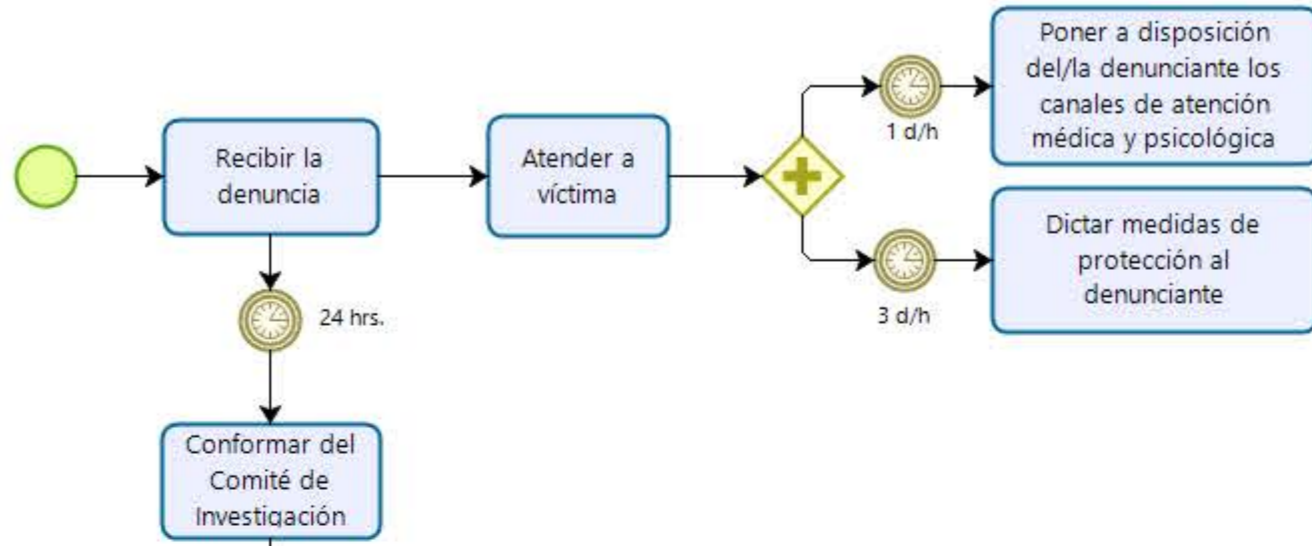 Recibir la
denuncia
Atender a
víctima
1 d/h
Poner a disposición
del/la denunciante los
canales de atención
médica y psicológica
3 d/h
Dictar medidas de
protección al
denunciante
24 hrs.
Conformar del
Comité de
Investigación